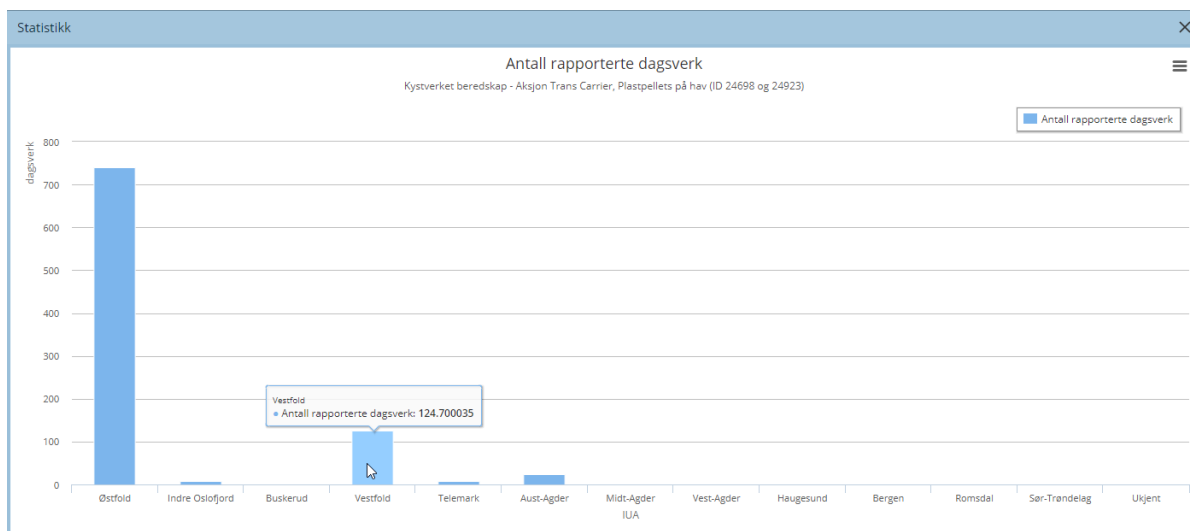 Statistikk
Antall rapporterte dagsverk
Kystverket beredskap - Aksjon Trans Carrier, Plastpellets på hav (ID 24698 og 24923)
Antall rapporterte dagsverk
dagsverk
800
700
600
500
400
300
200
100
0
Vestfold
Antall rapporterte dagsverk: 124.700035
Østfold Indre Oslofjord Buskerud Vestfold Telemark Aust-Agder Midt-Agder Vest-Agder Haugesund Bergen Romsdal Sør-Trøndelag Ukjent
IUA